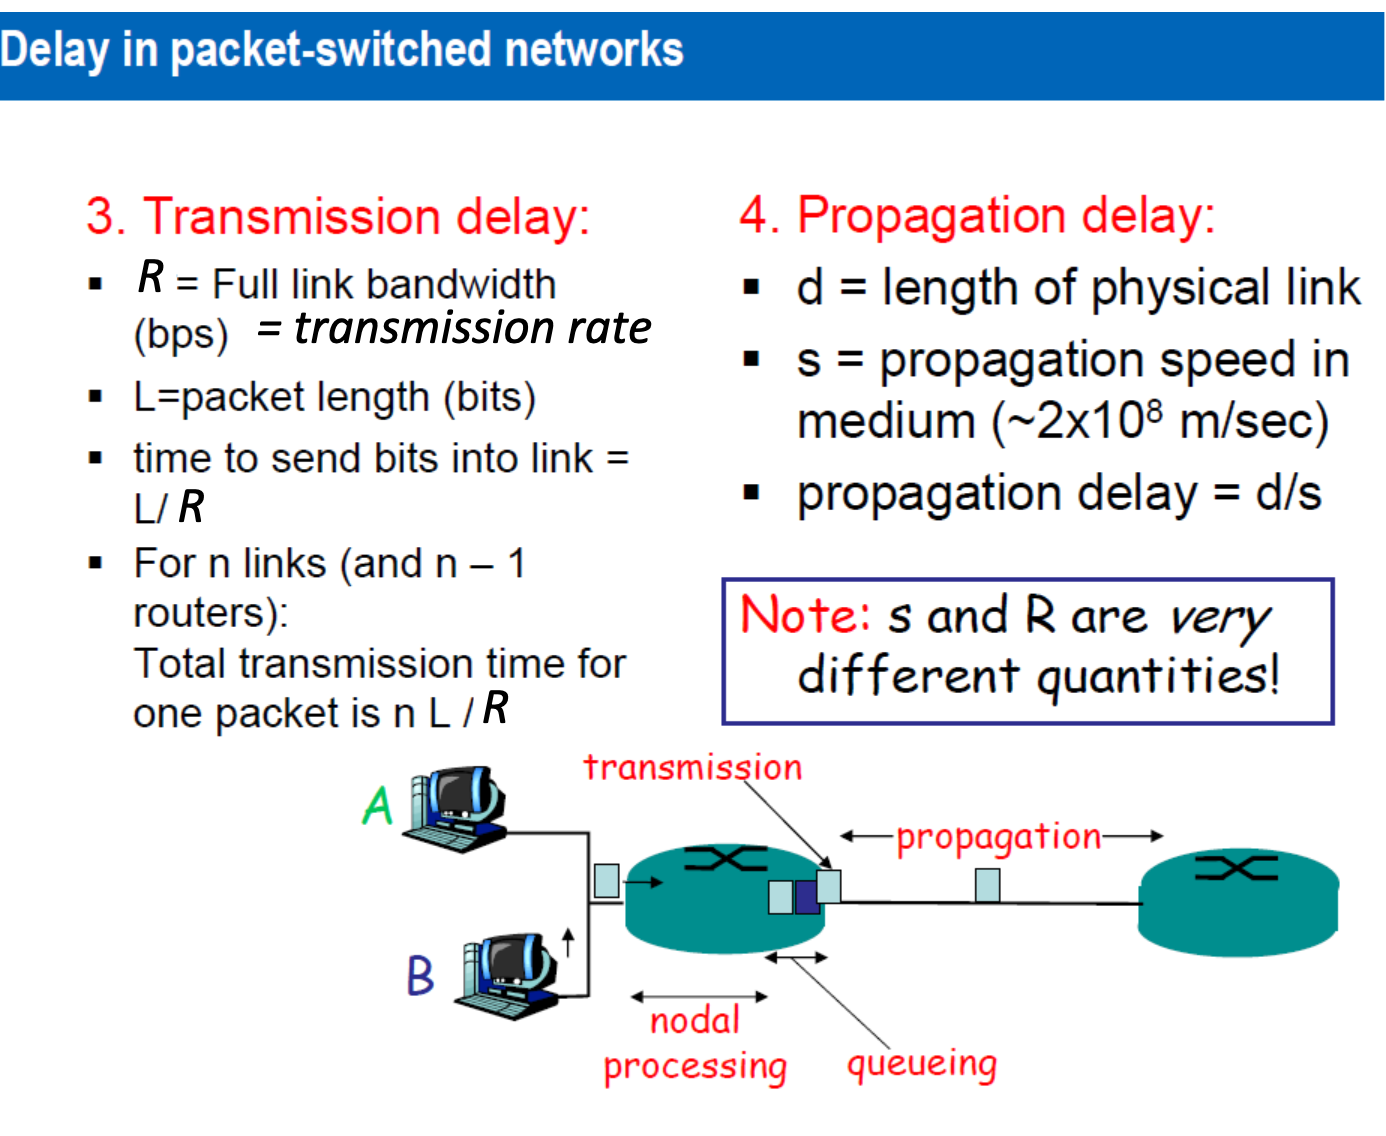 Delay in packet-switched networks
3. Transmission delay:
▪ R = Full link bandwidth
(bps) = transmission rate
▪ L=packet length (bits)
▪ time to send bits into link =
L/ R
▪ For n links (and n – 1
routers):
Total transmission time for
one packet is n L / R
4. Propagation delay:
▪ d = length of physical link
▪ s = propagation speed in
medium (~2x10⁸ m/sec)
▪ propagation delay = d/s
Note: s and R are very
different quantities!
transmission
A
propagation
B
nodal
processing
queueing